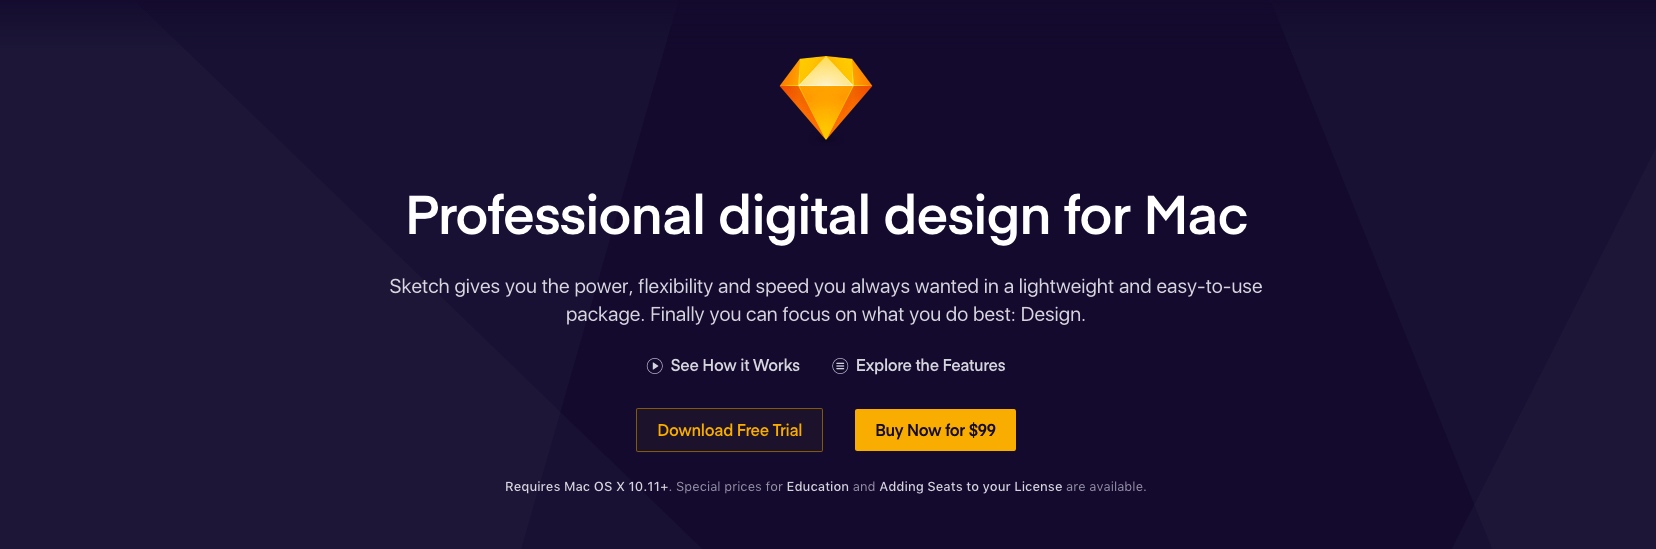 Professional digital design for Mac
Sketch gives you the power, flexibility and speed you always wanted in a lightweight and easy-to-use
package. Finally you can focus on what you do best: Design.
See How it Works Explore the Features
Download Free Trial Buy Now for $99
Requires Mac OS X 10.11+. Special prices for Education and Adding Seats to your License are available.